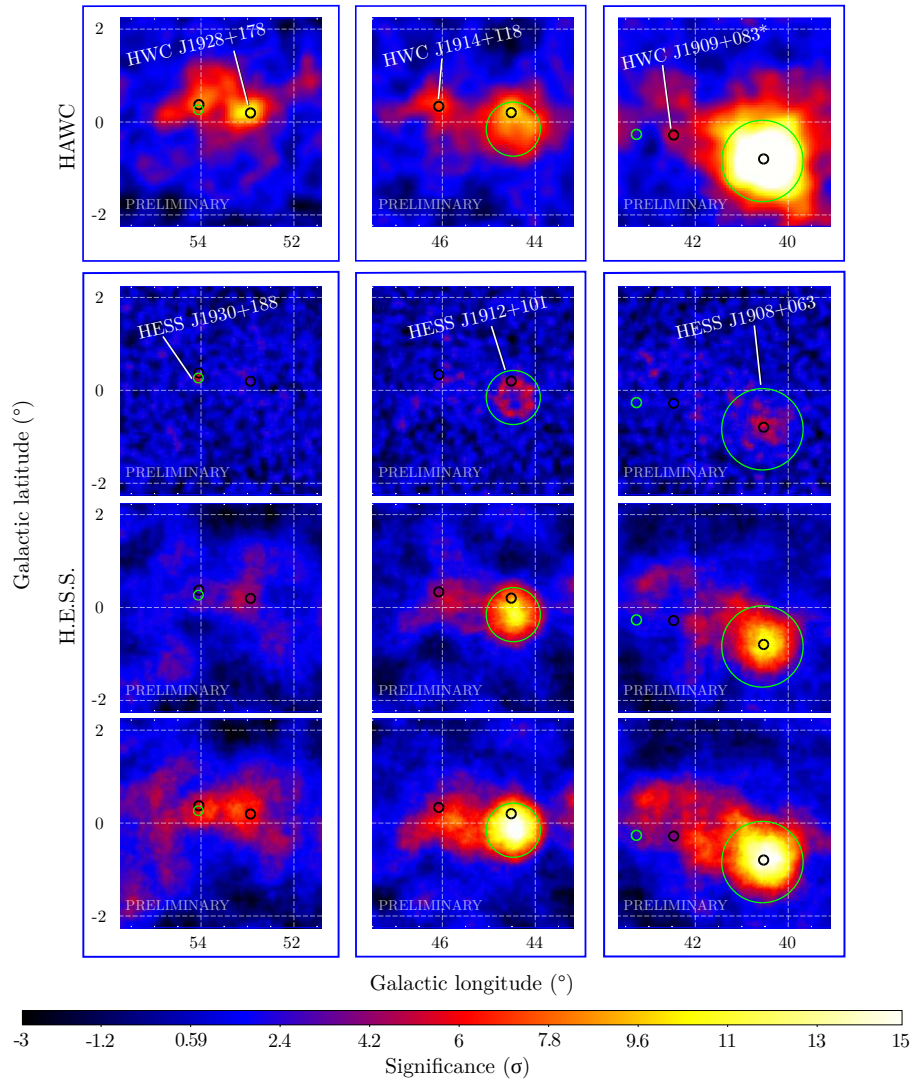 2
HWC J1928+178
HWC J1914+118
HWC J1909+083*
0
HAWC
PRELIMINARY
PRELIMINARY
PRELIMINARY
-2
54
52
46
44
42
40
2
HESS J1930+188
HESS J1912+101
HESS J1908+063
0
PRELIMINARY
PRELIMINARY
PRELIMINARY
-2
Galactic latitude (°)
2
0
H.E.S.S.
PRELIMINARY
PRELIMINARY
PRELIMINARY
-2
2
0
PRELIMINARY
PRELIMINARY
PRELIMINARY
-2
54
52
46
44
42
40
Galactic longitude (°)
-3 -1.2 0.59 2.4 4.2 6 7.8 9.6 11 13 15
Significance (σ)